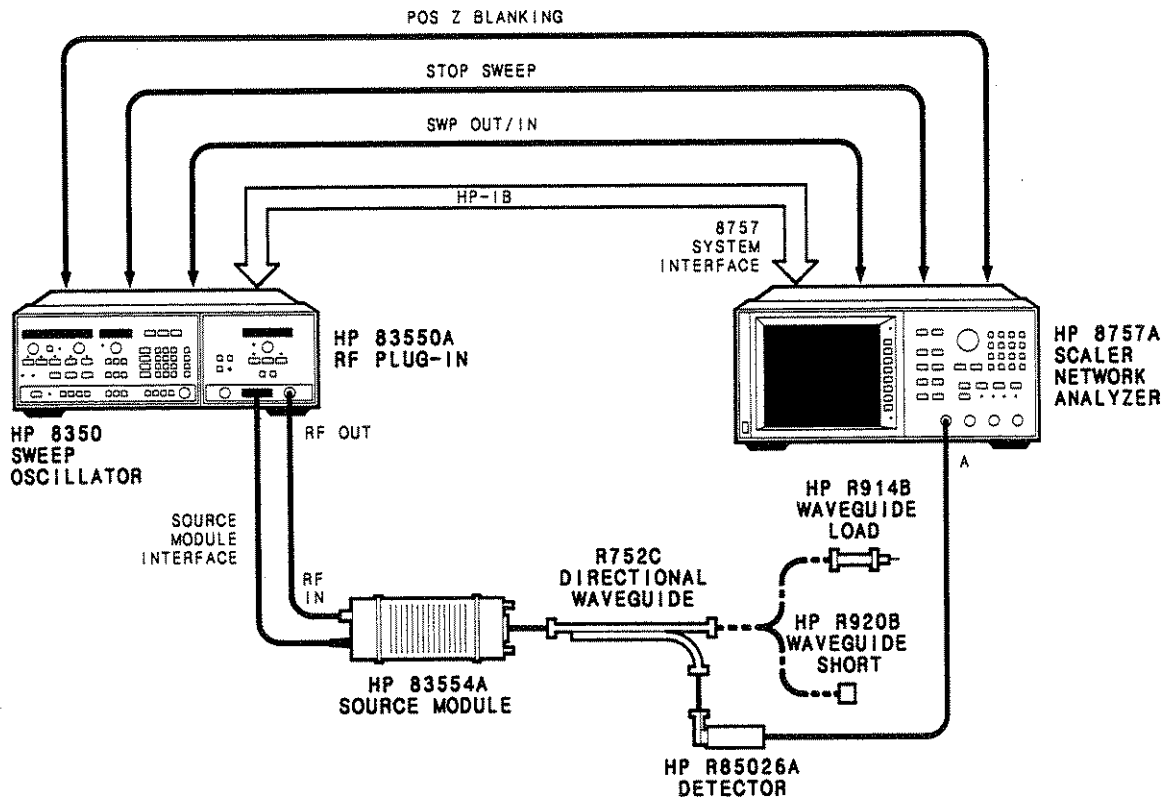 POS Z BLANKING
STOP SWEEP
SWP OUT/IN
HP-IB
8757
SYSTEM
INTERFACE
HP 83550A
RF PLUG-IN
HP 8757A
SCALER
NETWORK
ANALYZER
HP 8350
SWEEP
OSCILLATOR
RF OUT
A
SOURCE
MODULE
INTERFACE
RF
IN
HP R914B
WAVEGUIDE
LOAD
R752C
DIRECTIONAL
WAVEGUIDE
HP R920B
WAVEGUIDE
SHORT
HP 83554A
SOURCE MODULE
HP R85026A
DETECTOR